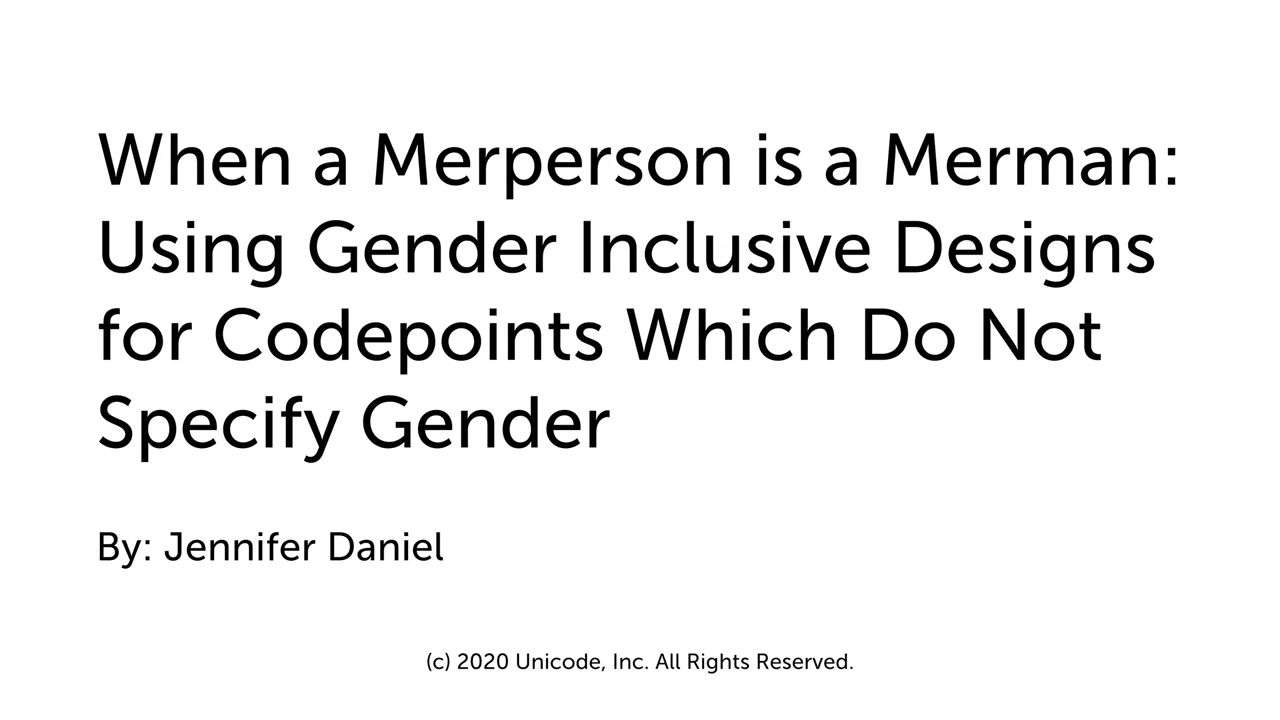 When a Merperson is a Merman:
Using Gender Inclusive Designs
for Codepoints Which Do Not
Specify Gender
By: Jennifer Daniel
(c) 2020 Unicode, Inc. All Rights Reserved.